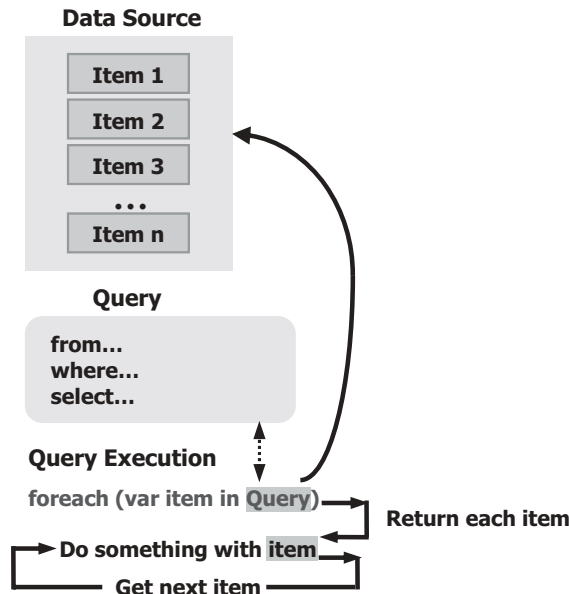 Data Source
Item 1
Item 2
Item 3
...
Item n
Query
from...
where...
select...
Query Execution
foreach (var item in Query)
Return each item
Do something with item
Get next item